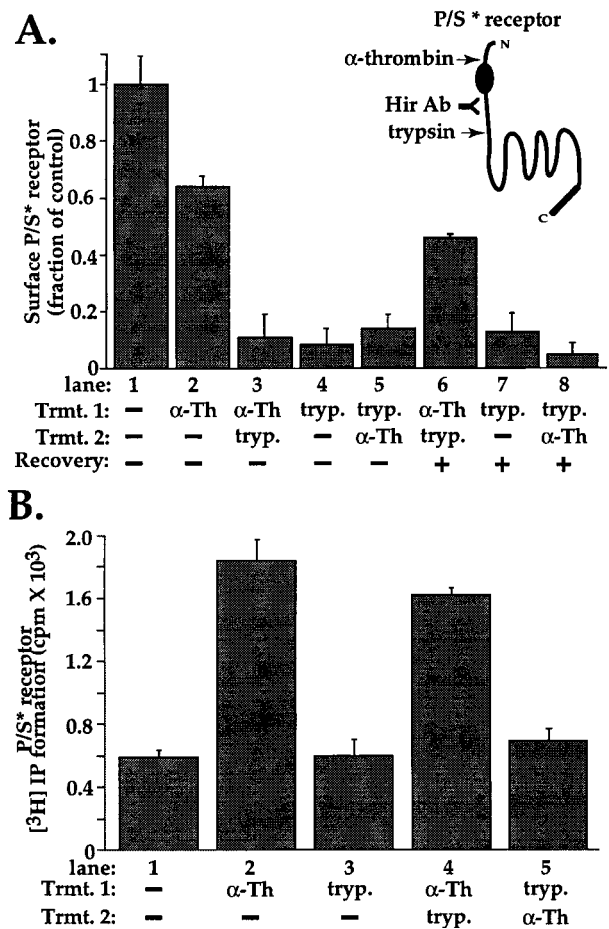 A.
P/S * receptor
N
α-thrombin
Hir Ab
trypsin
C
Surface P/S* receptor
(fraction of control)
1
0.8
0.6
0.4
0.2
0
lane: 1 2 3 4 5 6 7 8
Trmt. 1: – α-Th α-Th tryp. tryp. α-Th tryp. tryp.
Trmt. 2: – – tryp. – α-Th tryp. – α-Th
Recovery: – – – – – + + +
B.
P/S* receptor
[³H] IP formation (cpm X 10³)
2.0
1.6
1.2
0.8
0.4
0
lane: 1 2 3 4 5
Trmt. 1: – α-Th tryp. α-Th tryp.
Trmt. 2: – – – tryp. α-Th